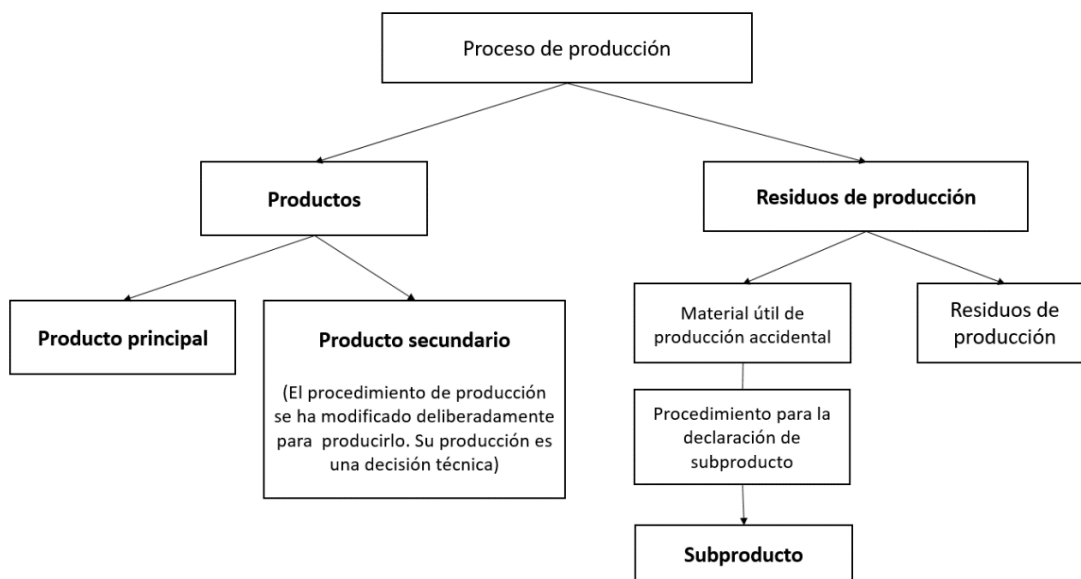 Proceso de producción
Productos
Residuos de producción
Producto principal
Producto secundario
(El procedimiento de producción
se ha modificado deliberadamente
para producirlo. Su producción es
una decisión técnica)
Material útil de
producción accidental
Residuos de
producción
Procedimiento para la
declaración de
subproducto
Subproducto